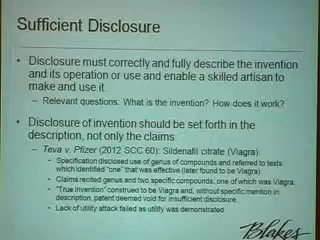 Sufficient Disclosure
• Disclosure must correctly and fully describe the invention
and its operation or use and enable a skilled artisan to
make and use it.
– Relevant questions: What is the invention? How does it work?
• Disclosure of invention should be set forth in the
description, not only the claims:
– Teva v. Pfizer (2012 SCC 60): Sildenafil citrate (Viagra):
• Specification disclosed use of genus of compounds and referred to tests
which identified "one" that was effective (later found to be Viagra).
• Claims recited genus and two specific compounds, one of which was Viagra.
• "True invention" construed to be Viagra and, without specific mention in
description, patent deemed void for insufficient disclosure.
• Lack of utility attack failed as utility was demonstrated
Blakes